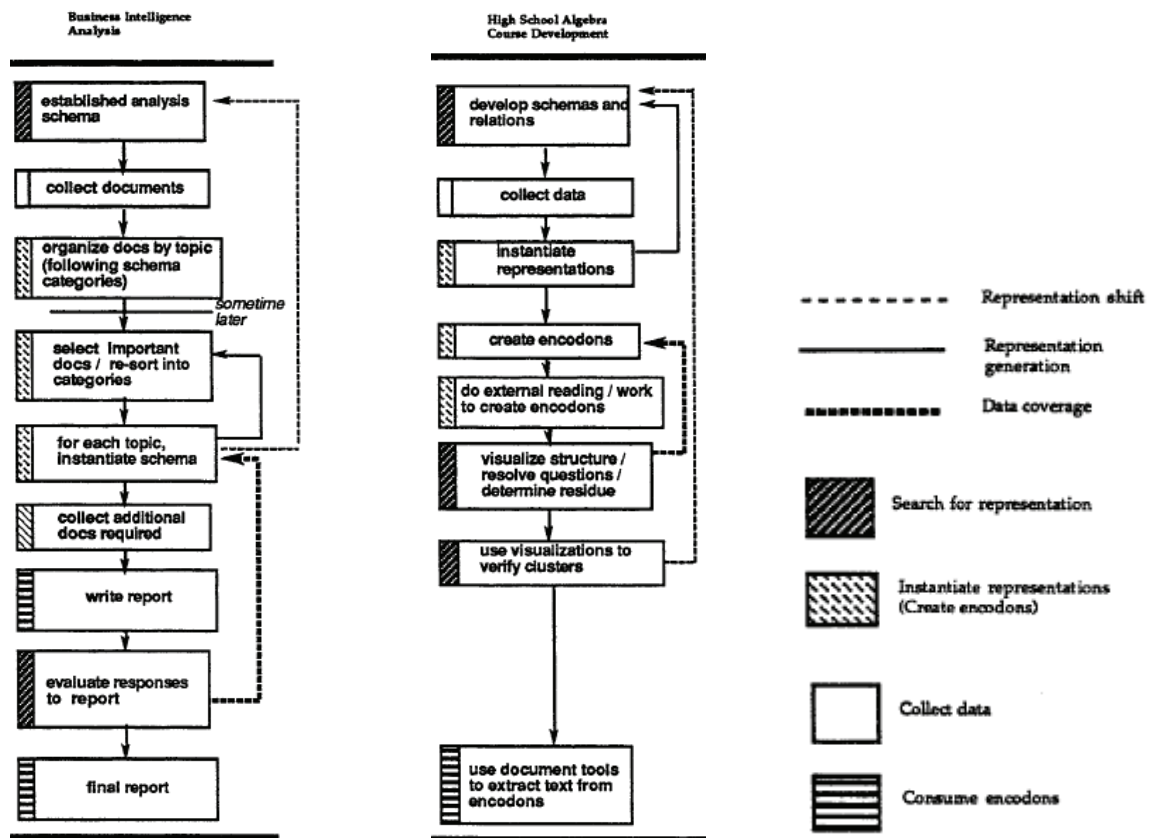 Business Intelligence
Analysis
established analysis
schema
collect documents
organize docs by topic
(following schema
categories)
sometime
later
select important
docs / re-sort into
categories
for each topic,
instantiate schema
collect additional
docs required
write report
evaluate responses
to report
final report
High School Algebra
Course Development
develop schemas and
relations
collect data
instantiate
representations
create encodons
do external reading / work
to create encodons
visualize structure /
resolve questions /
determine residue
use visualizations to
verify clusters
use document tools
to extract text from
encodons
Representation shift
Representation
generation
Data coverage
Search for representation
Instantiate representations
(Create encodons)
Collect data
Consume encodons